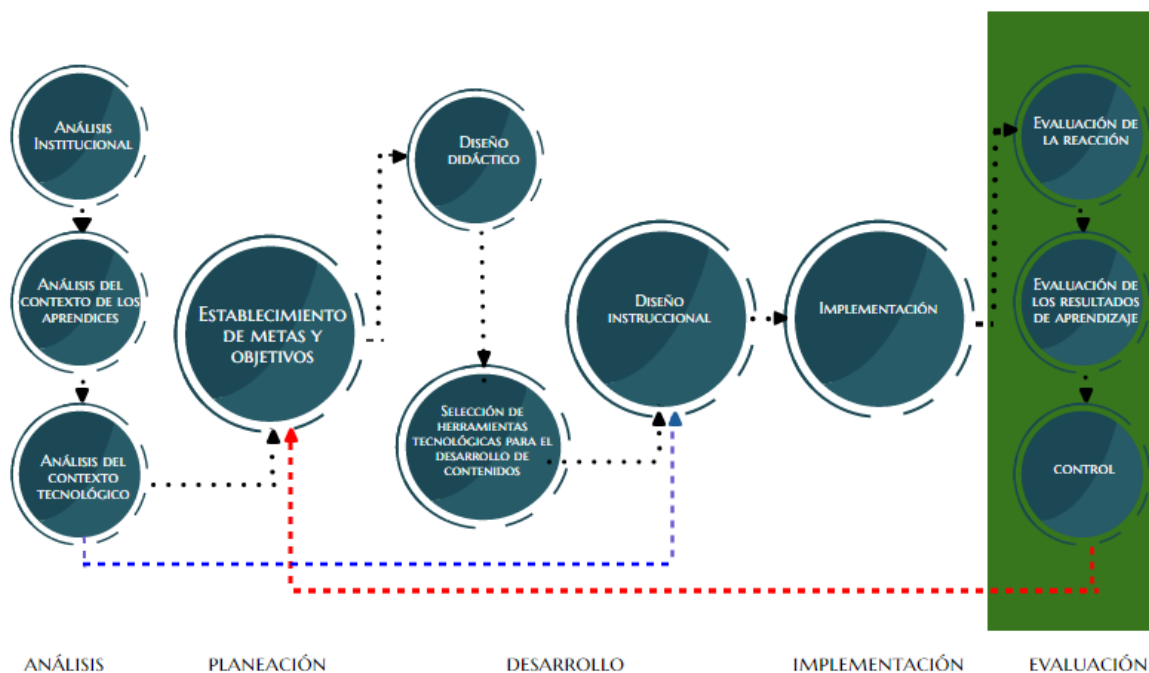 Análisis
Institucional
Análisis del
contexto de los
aprendices
Análisis del
contexto
tecnológico
Establecimiento
de metas y
objetivos
Diseño
didáctico
Selección de
herramientas
tecnológicas para el
desarrollo de
contenidos
Diseño
instruccional
Implementación
Evaluación de
la reacción
Evaluación de
los resultados
de aprendizaje
control
ANÁLISIS
PLANEACIÓN
DESARROLLO
IMPLEMENTACIÓN
EVALUACIÓN